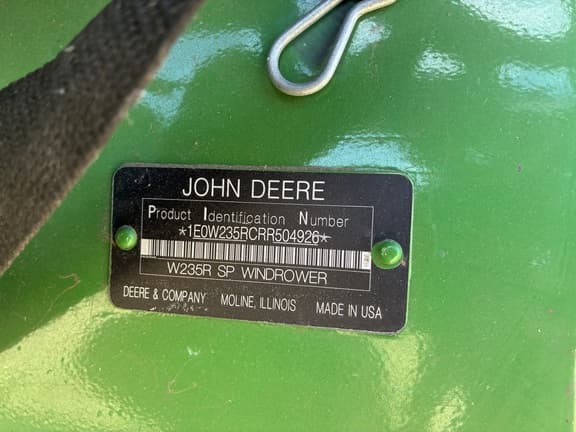 JOHN DEERE
Product Identification Number
*1E0W235RCRR504926*
W235R SP WINDROWER
DEERE & COMPANY MOLINE, ILLINOIS MADE IN USA